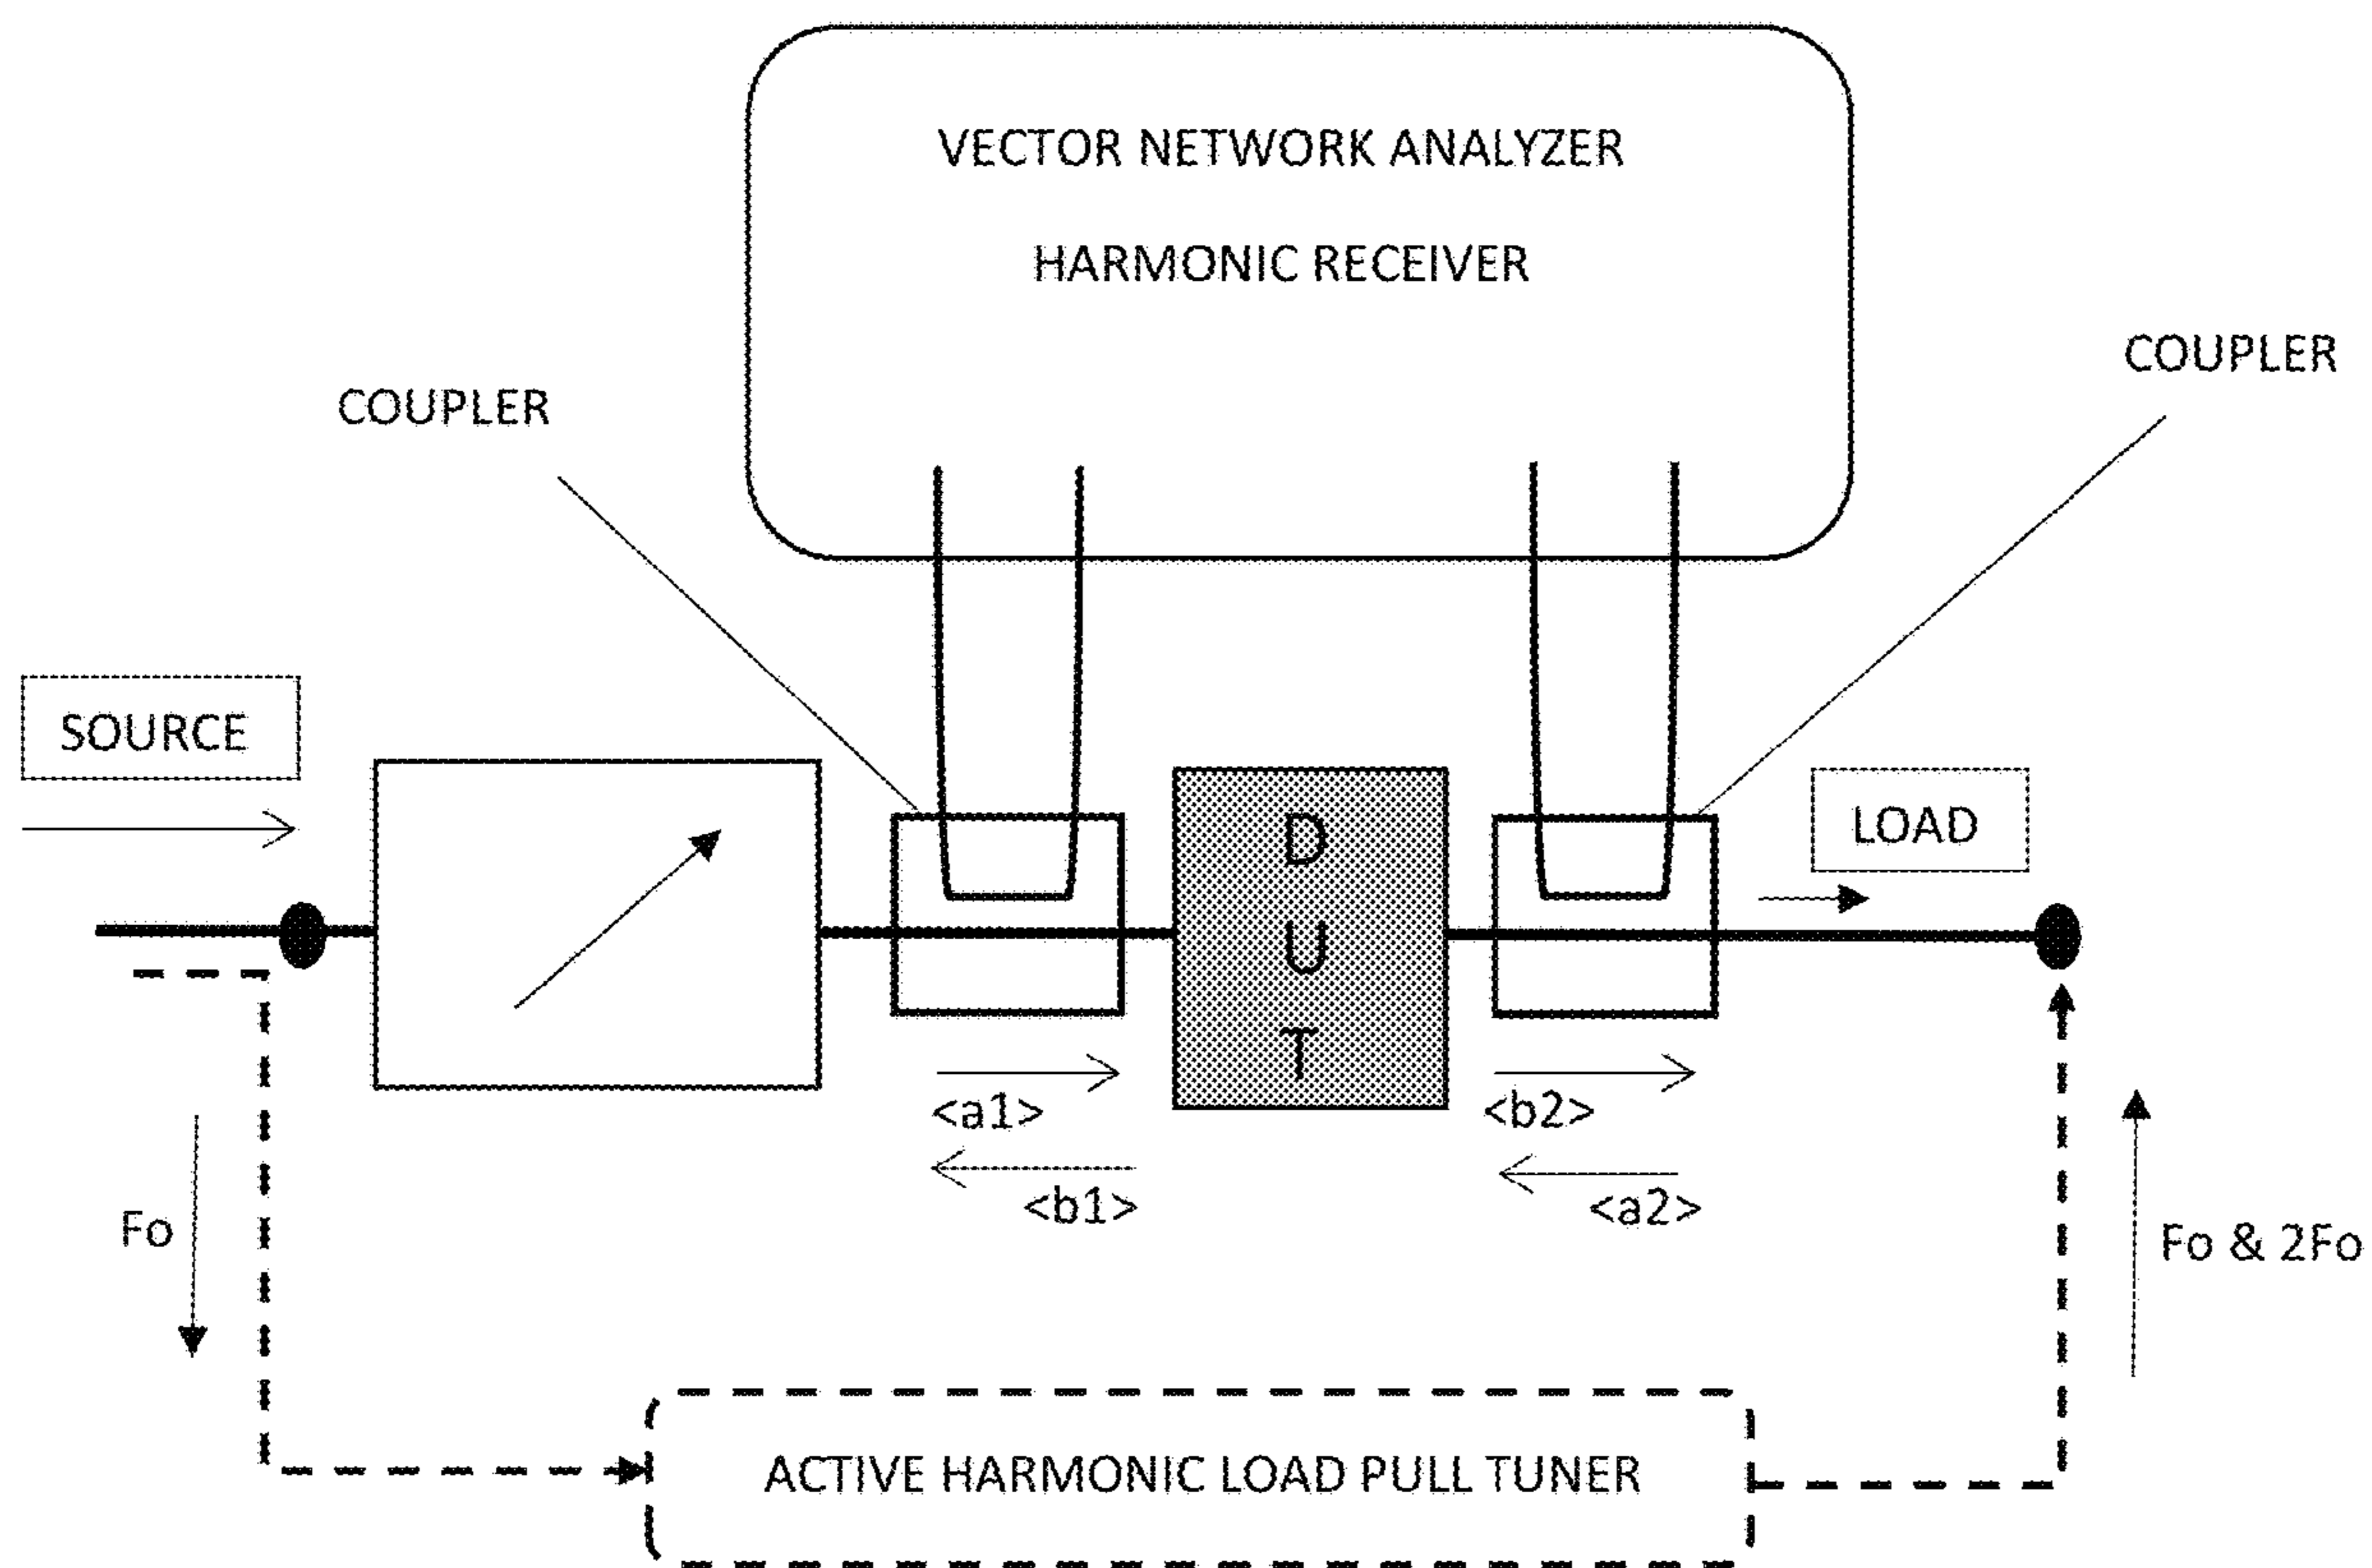 VECTOR NETWORK ANALYZER
HARMONIC RECEIVER
COUPLER
COUPLER
SOURCE
LOAD
D
U
T
<a1>
<b2>
<b1>
<a2>
Fo
Fo & 2Fo
ACTIVE HARMONIC LOAD PULL TUNER